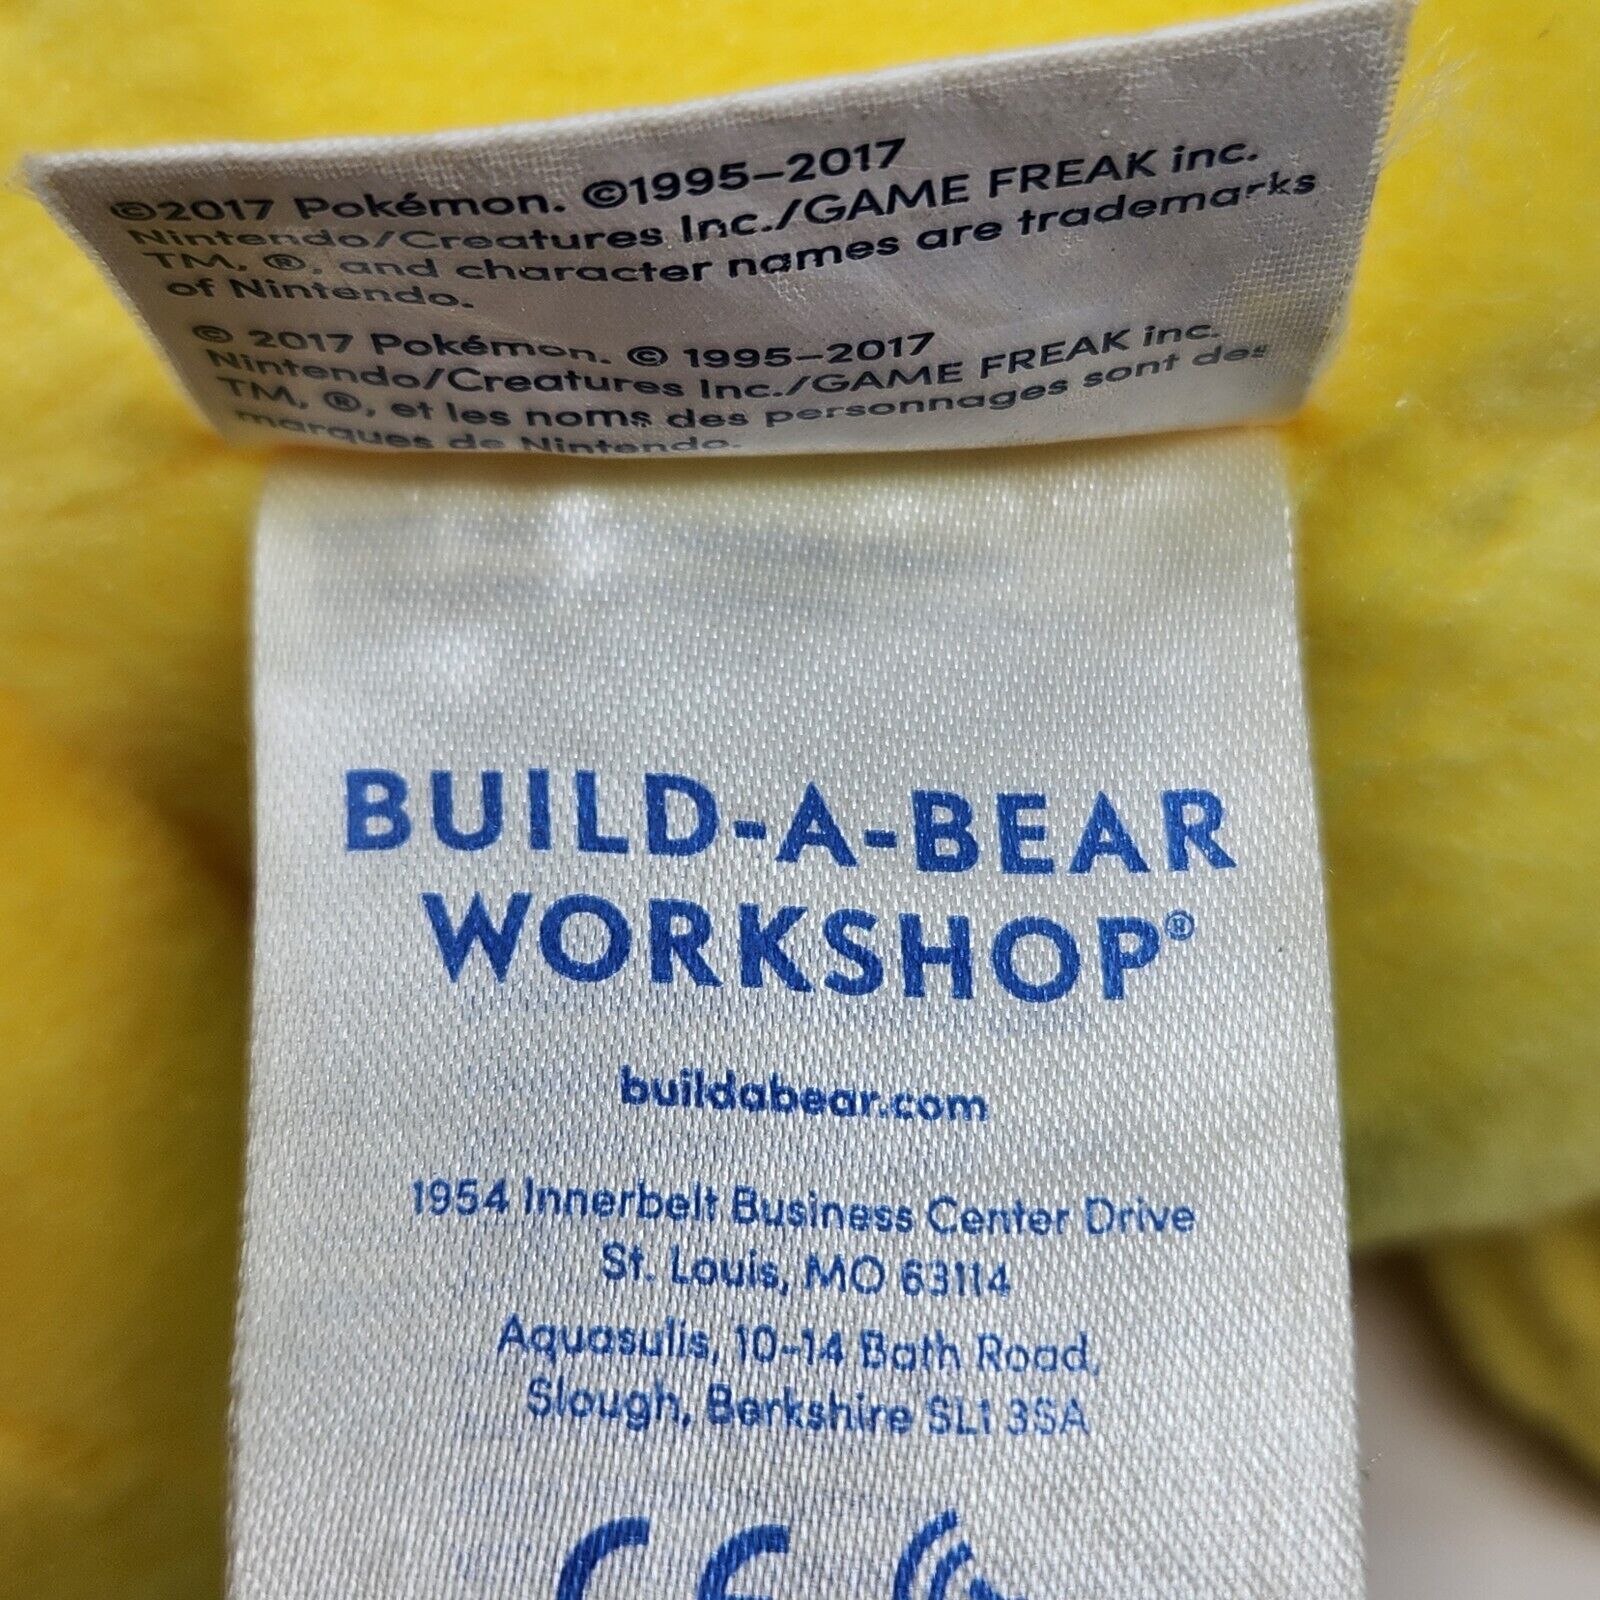 ©2017 Pokémon. ©1995–2017
Nintendo/Creatures Inc./GAME FREAK inc.
TM, ®, and character names are trademarks
of Nintendo.
© 2017 Pokémon. © 1995–2017
Nintendo/Creatures Inc./GAME FREAK inc.
TM, ®, et les noms des personnages sont des
marques de Nintendo.
BUILD-A-BEAR
WORKSHOP®
buildabear.com
1954 Innerbelt Business Center Drive
St. Louis, MO 63114
Aquasulis, 10-14 Bath Road,
Slough, Berkshire SL1 3SA
CE